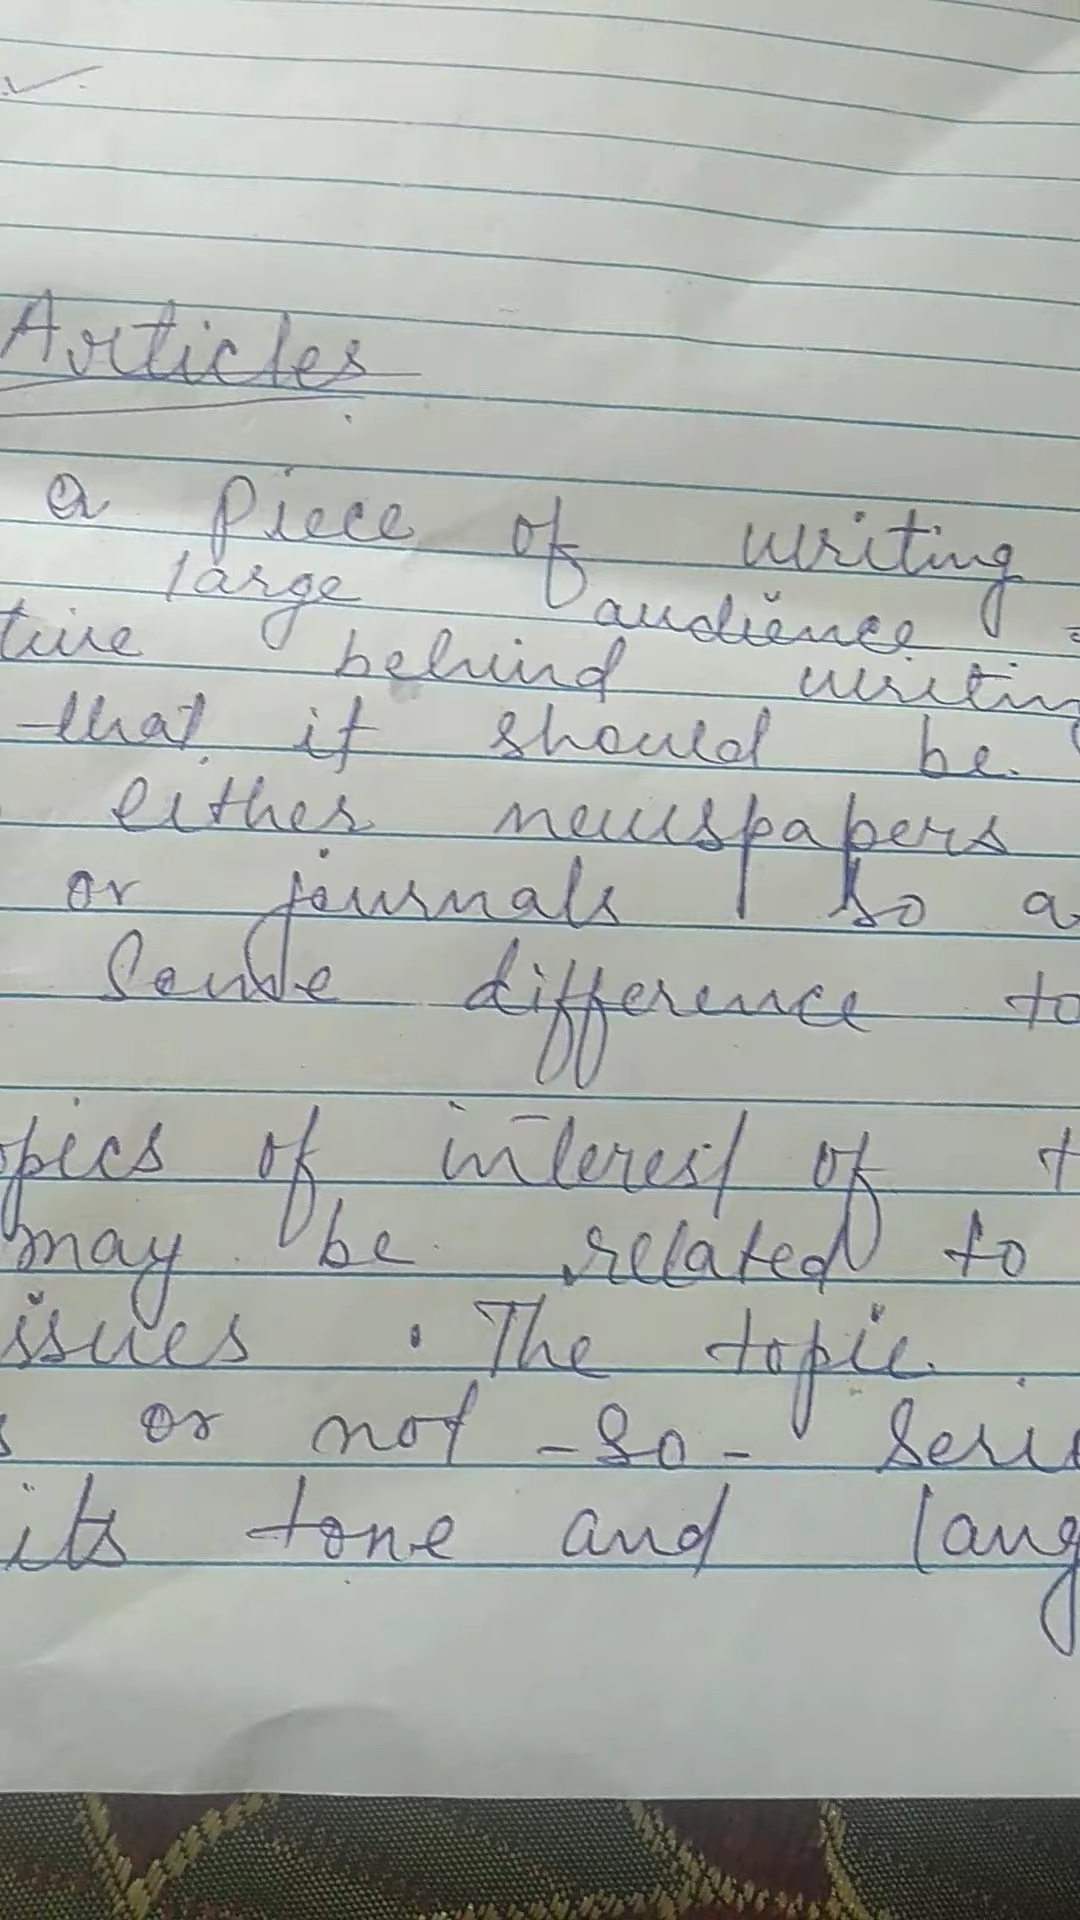 Articles
a piece of writing
large audience
tive behind writin
that it should be
either newspapers
or journals so a
Some difference to
opics of interest of t
may be related to
issues . The topic
s or not -so- serio
its tone and lang